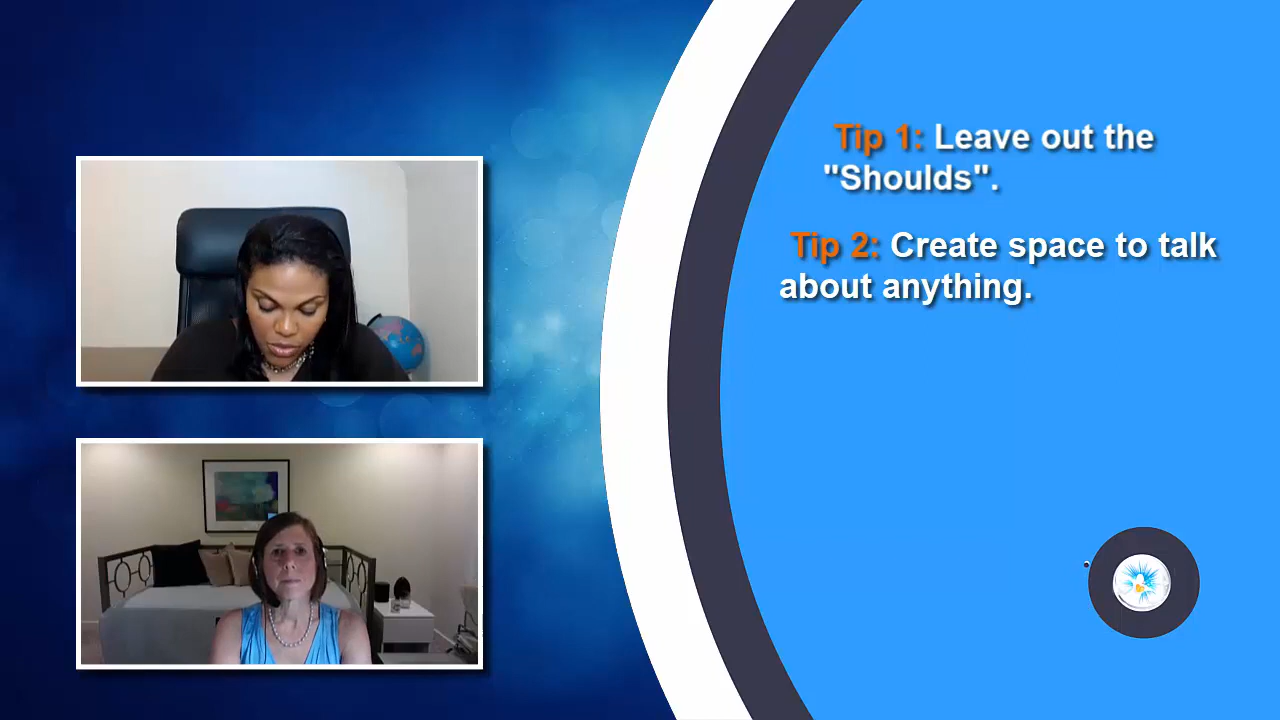 Tip 1: Leave out the
"Shoulds".
Tip 2: Create space to talk
about anything.